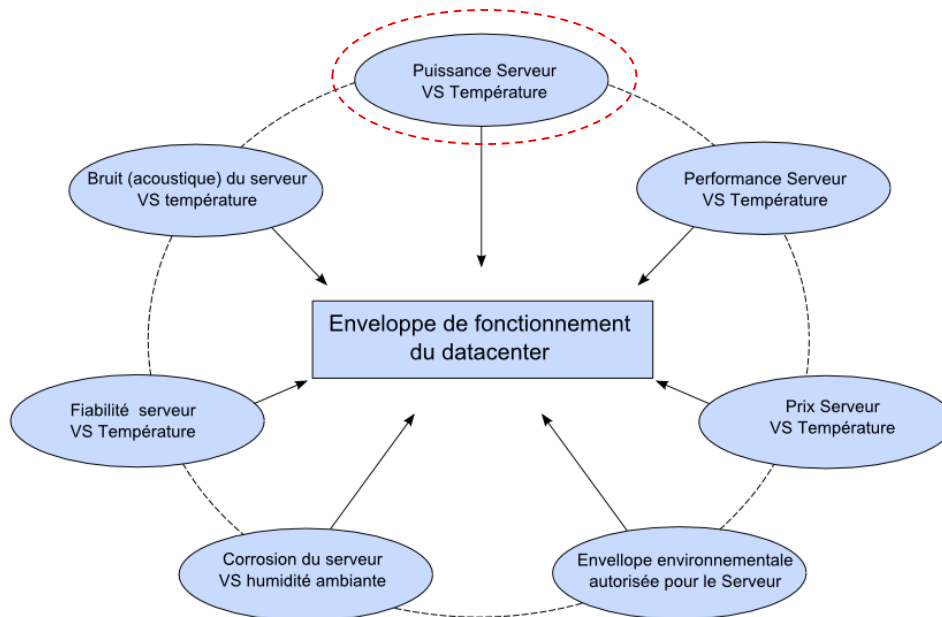 Puissance Serveur
VS Température
Bruit (acoustique) du serveur
VS température
Performance Serveur
VS Température
Enveloppe de fonctionnement
du datacenter
Fiabilité  serveur
VS Température
Prix Serveur
VS Température
Corrosion du serveur
VS humidité ambiante
Envellope environnementale
autorisée pour le Serveur